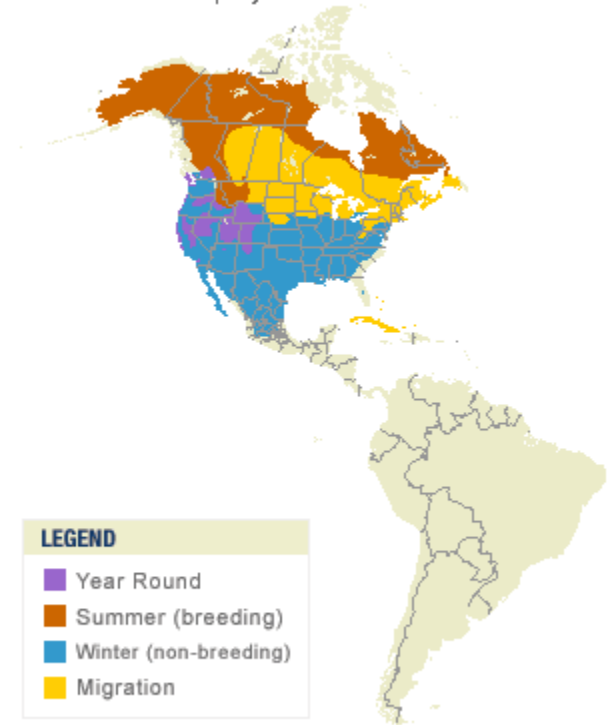 LEGEND
Year Round
Summer (breeding)
Winter (non-breeding)
Migration